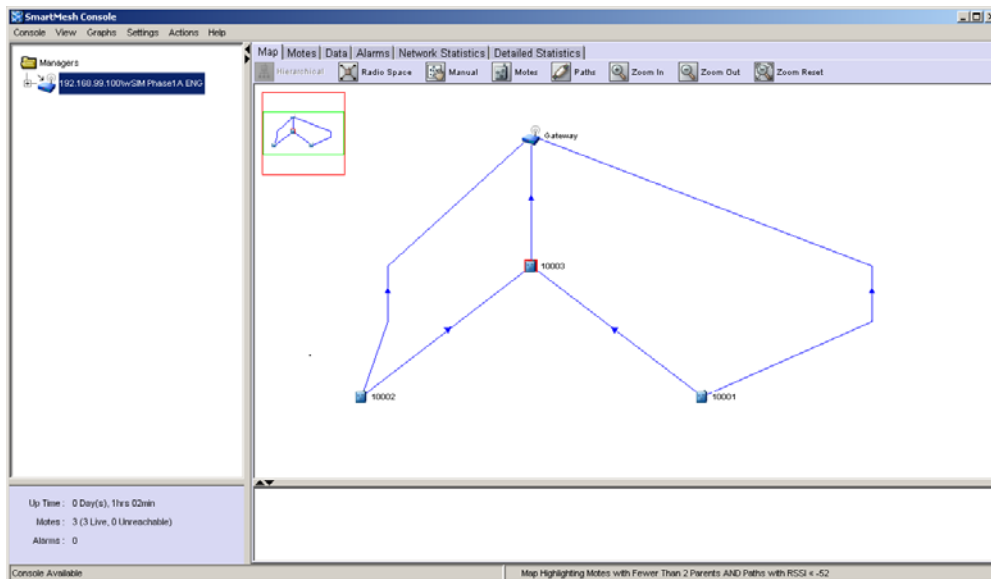 SmartMesh Console
Console View Graphs Settings Actions Help
Managers
192.168.99.100\wSIM Phase1A ENG
Map Motes Data Alarms Network Statistics Detailed Statistics
Hierarchical Radio Space Manual Motes Paths Zoom In Zoom Out Zoom Reset
Gateway
10003
10002
10001
Up Time : 0 Day(s), 1hrs 02min
Motes : 3 (3 Live, 0 Unreachable)
Alarms : 0
Console Available
Map Highlighting Motes with Fewer Than 2 Parents AND Paths with RSSI < -52